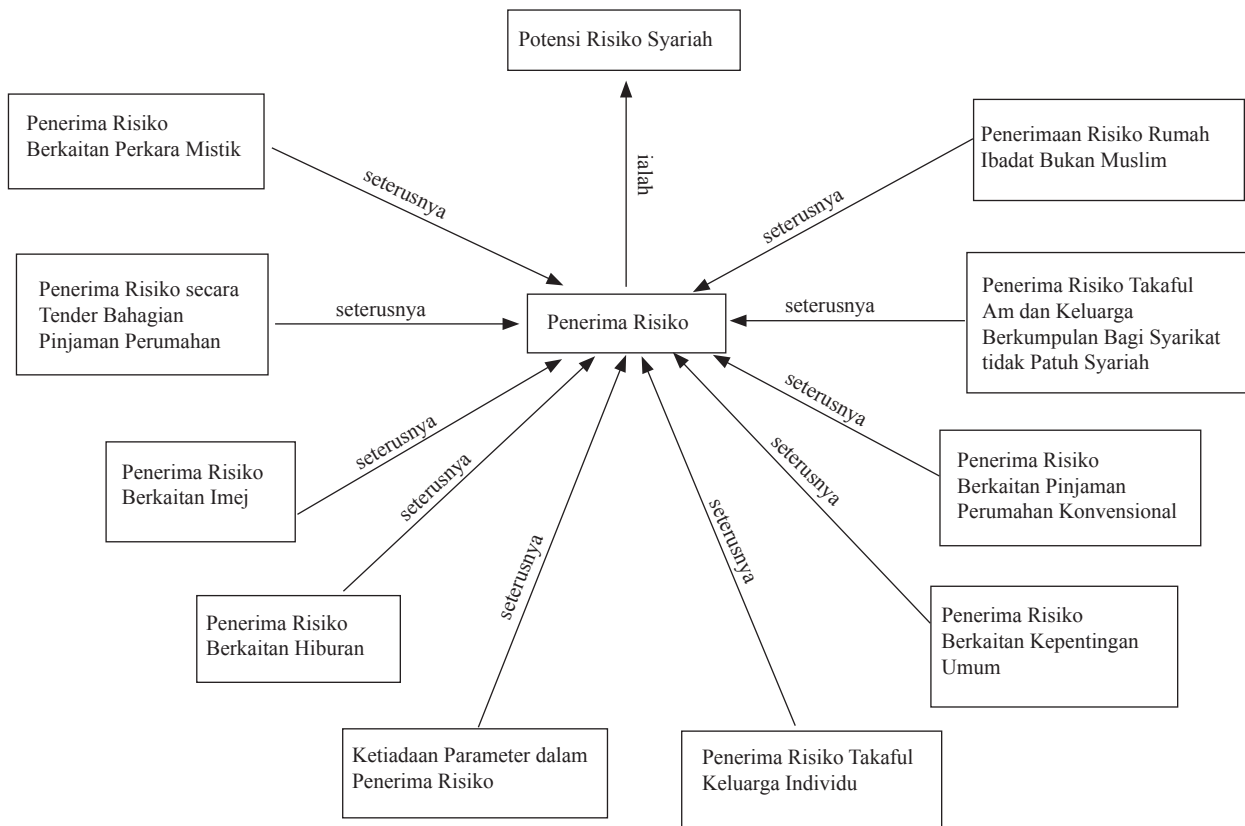 Potensi Risiko Syariah
Penerima Risiko
Berkaitan Perkara Mistik
Penerimaan Risiko Rumah
Ibadat Bukan Muslim
ialah
seterusnya
seterusnya
Penerima Risiko secara
Tender Bahagian
Pinjaman Perumahan
seterusnya
Penerima Risiko
seterusnya
Penerima Risiko Takaful
Am dan Keluarga
Berkumpulan Bagi Syarikat
tidak Patuh Syariah
seterusnya
seterusnya
seterusnya
seterusnya
seterusnya
seterusnya
Penerima Risiko
Berkaitan Imej
Penerima Risiko
Berkaitan Pinjaman
Perumahan Konvensional
Penerima Risiko
Berkaitan Hiburan
Penerima Risiko
Berkaitan Kepentingan
Umum
Ketiadaan Parameter dalam
Penerima Risiko
Penerima Risiko Takaful
Keluarga Individu